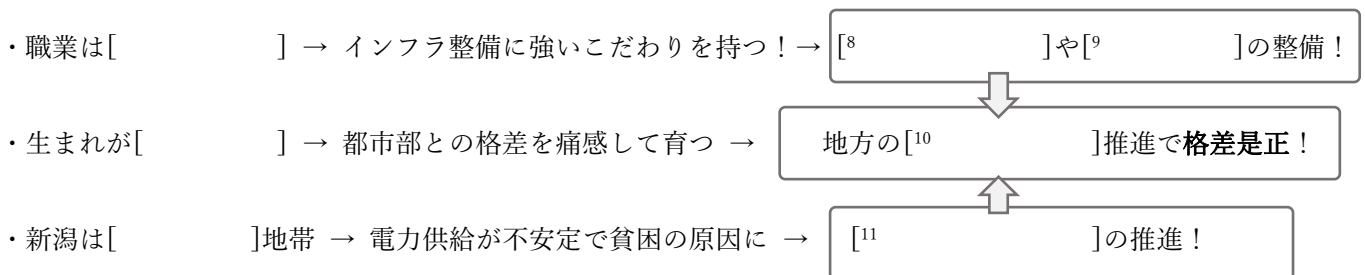 ・職業は[　　　　　] → インフラ整備に強いこだわりを持つ！→ [⁸　　　　　　　]や[⁹　　　　　]の整備！
・生まれが[　　　　　] → 都市部との格差を痛感して育つ → 地方の[¹⁰　　　　　　]推進で格差是正！
・新潟は[　　　　　]地帯 → 電力供給が不安定で貧困の原因に → [¹¹　　　　　　　　]の推進！